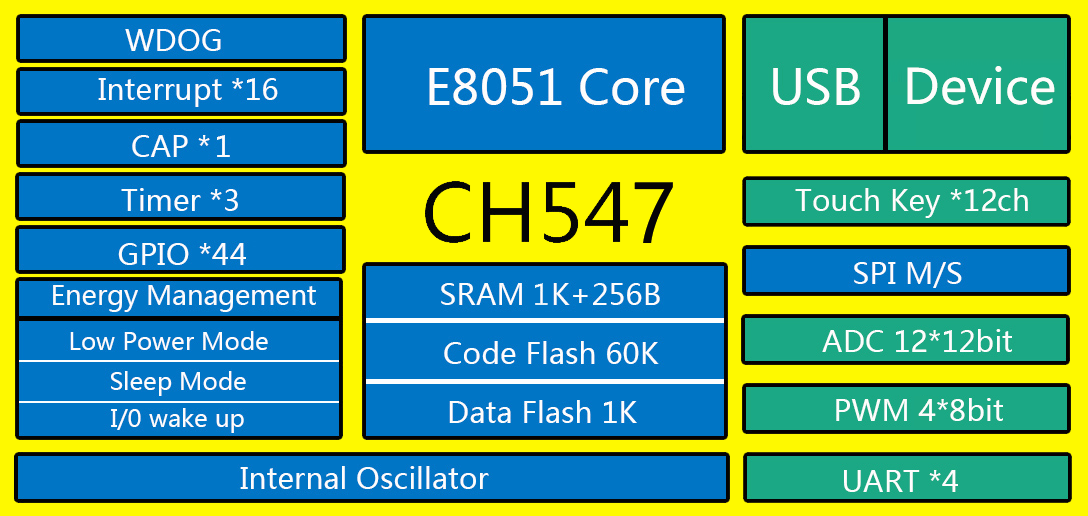 WDOG
Interrupt *16
CAP *1
Timer *3
GPIO *44
Energy Management
Low Power Mode
Sleep Mode
I/0 wake up
E8051 Core
CH547
SRAM 1K+256B
Code Flash 60K
Data Flash 1K
Internal Oscillator
USB Device
Touch Key *12ch
SPI M/S
ADC 12*12bit
PWM 4*8bit
UART *4